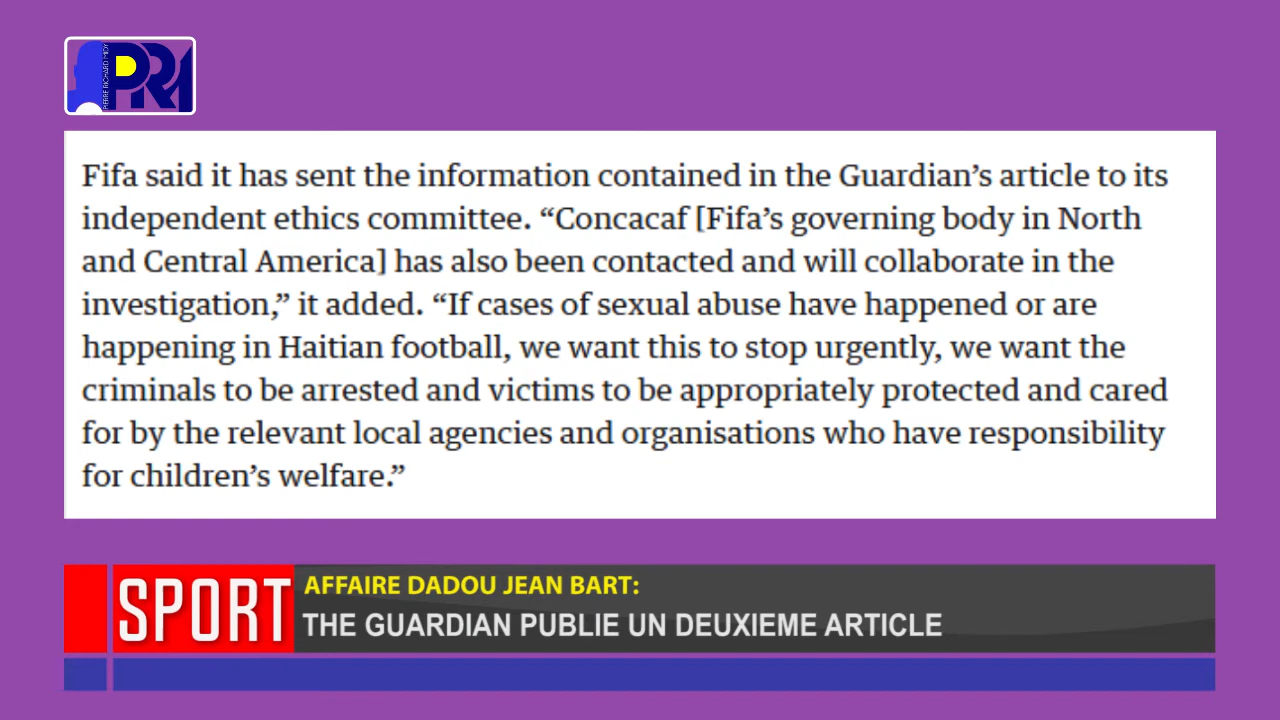 PIERRE RICHARD MIDY
PRM
Fifa said it has sent the information contained in the Guardian’s article to its
independent ethics committee. “Concacaf [Fifa’s governing body in North
and Central America] has also been contacted and will collaborate in the
investigation,” it added. “If cases of sexual abuse have happened or are
happening in Haitian football, we want this to stop urgently, we want the
criminals to be arrested and victims to be appropriately protected and cared
for by the relevant local agencies and organisations who have responsibility
for children’s welfare.”
SPORT
AFFAIRE DADOU JEAN BART:
THE GUARDIAN PUBLIE UN DEUXIEME ARTICLE